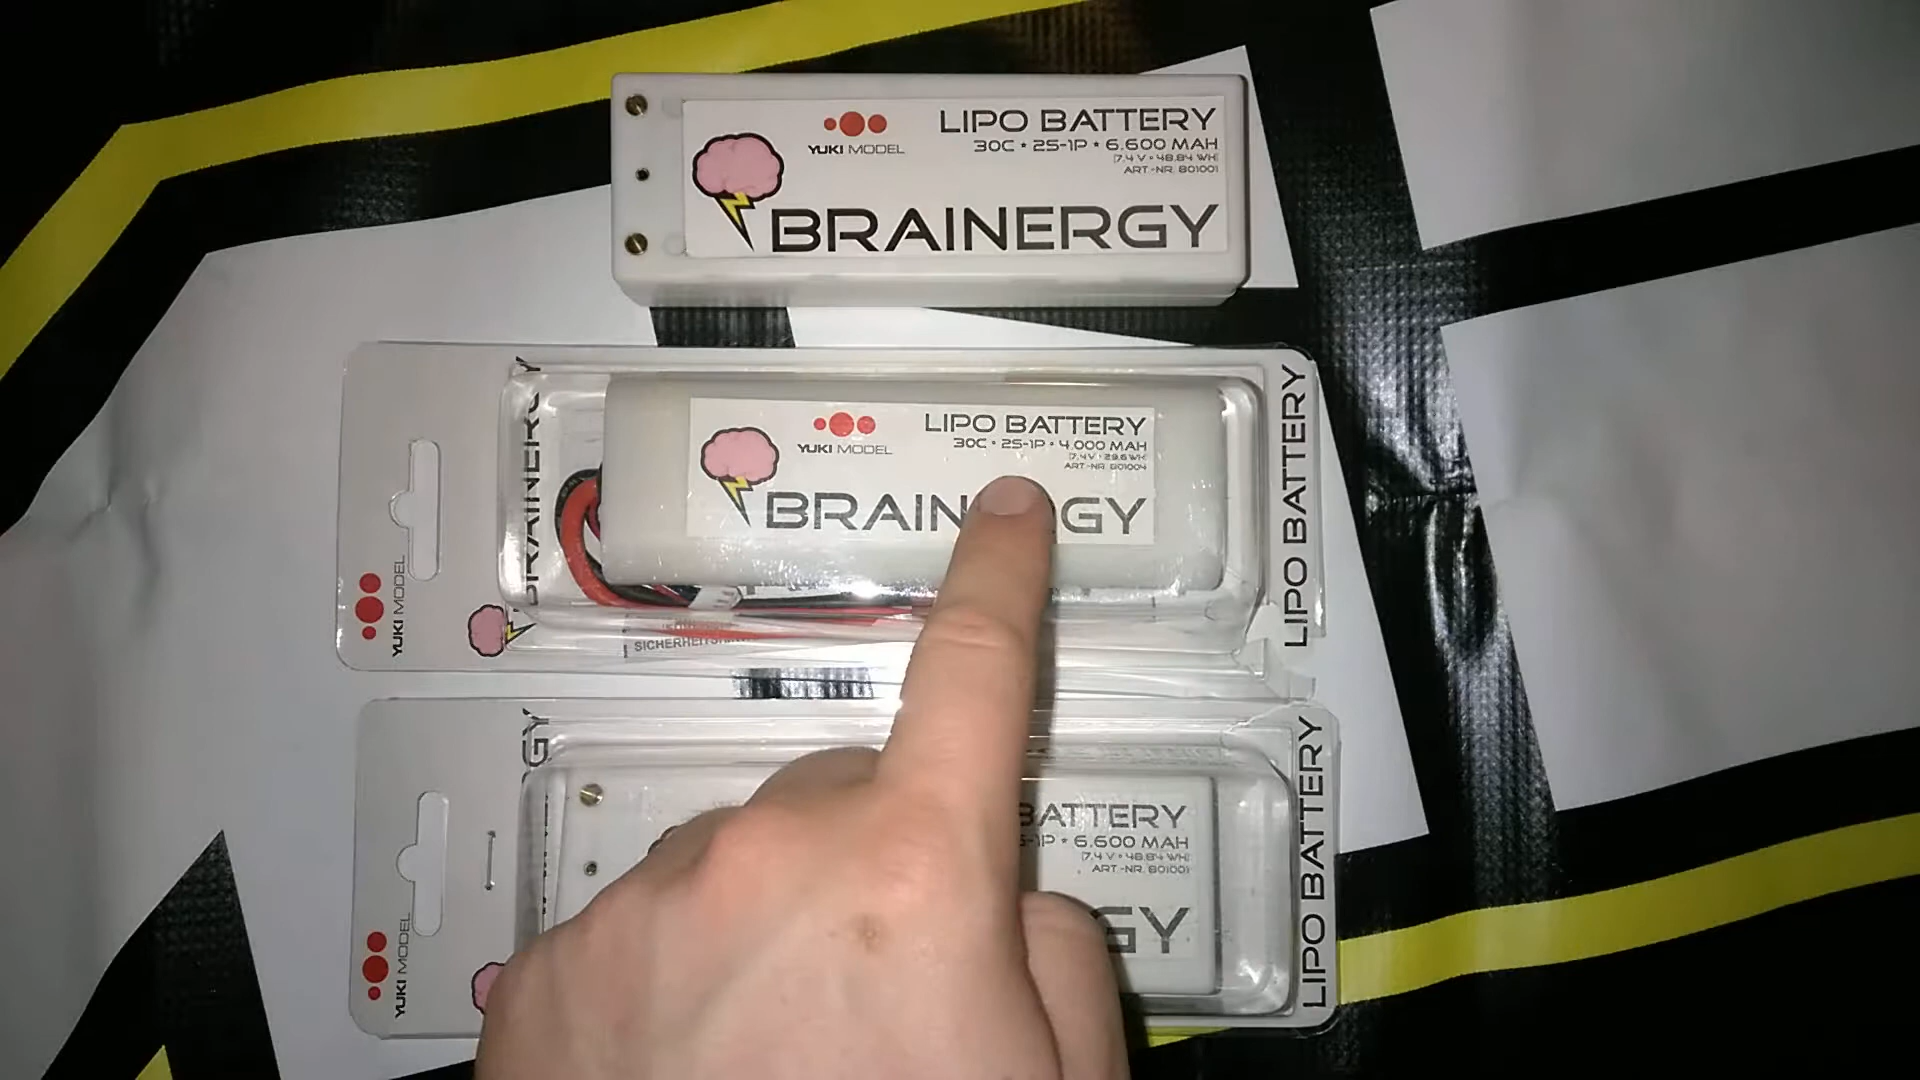 YUKI MODEL
LIPO BATTERY
30C • 2S-1P • 6.600 MAH
[7,4 V • 48,84 WH]
ART.-NR. 801001
BRAINERGY
BRAINERGY
YUKI MODEL
YUKI MODEL
LIPO BATTERY
30C • 2S-1P • 4.000 MAH
[7,4 V • 29,6 WH]
ART.-NR. 801004
BRAIN GY
LIPO BATTERY
GY
YUKI MODEL
BATTERY
S-1P • 6.600 MAH
[7,4 V • 48,84 WH]
ART.-NR. 801001
GY
LIPO BATTERY